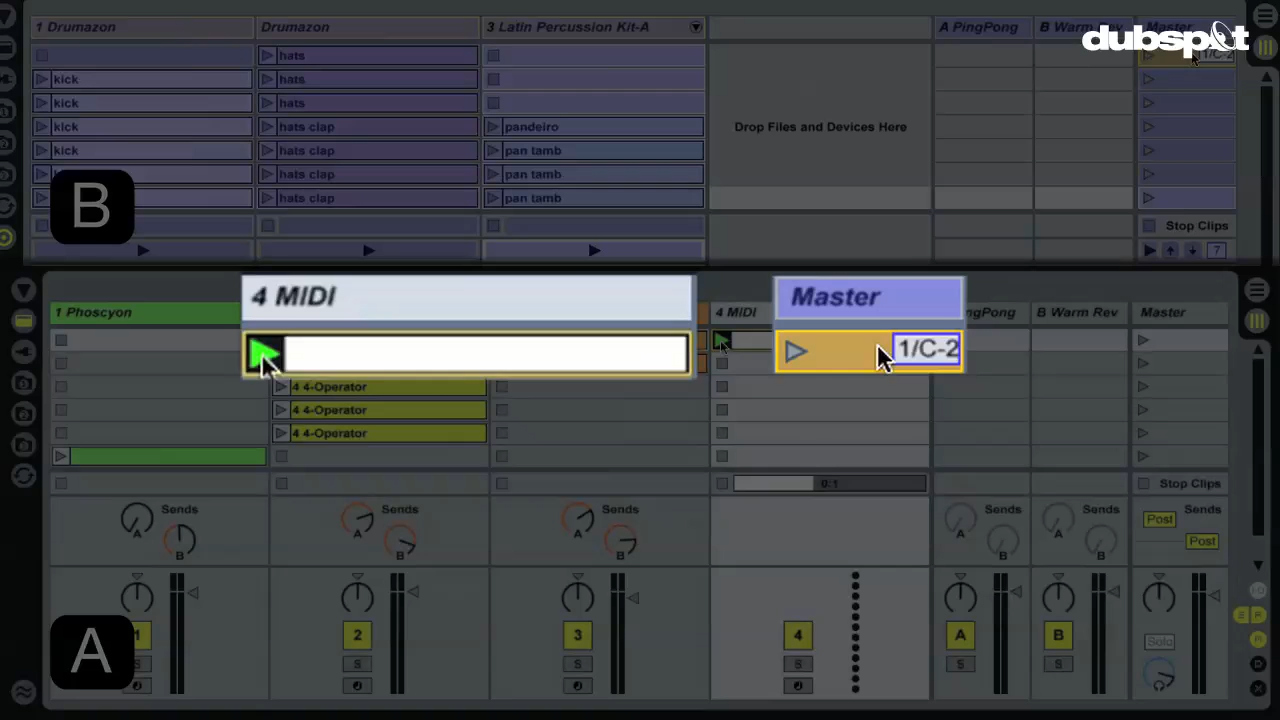 1 Drumazon Drumazon 3 Latin Percussion Kit-A A PingPong B Warm Rev Master
dubspot
hats 1/C-2
kick hats
kick hats
kick hats clap pandeiro Drop Files and Devices Here
kick hats clap pan tamb
hats clap pan tamb
hats clap pan tamb
B
Stop Clips
7
4 MIDI Master
1 Phoscyon 4 MIDI ngPong B Warm Rev Master
1/C-2
4 4-Operator
4 4-Operator
4 4-Operator
0:1 Stop Clips
Sends Sends Sends Sends Sends Sends
A A A A A Post
B B B B B Post
1 2 3 4 A B Solo
S S S S S S
A